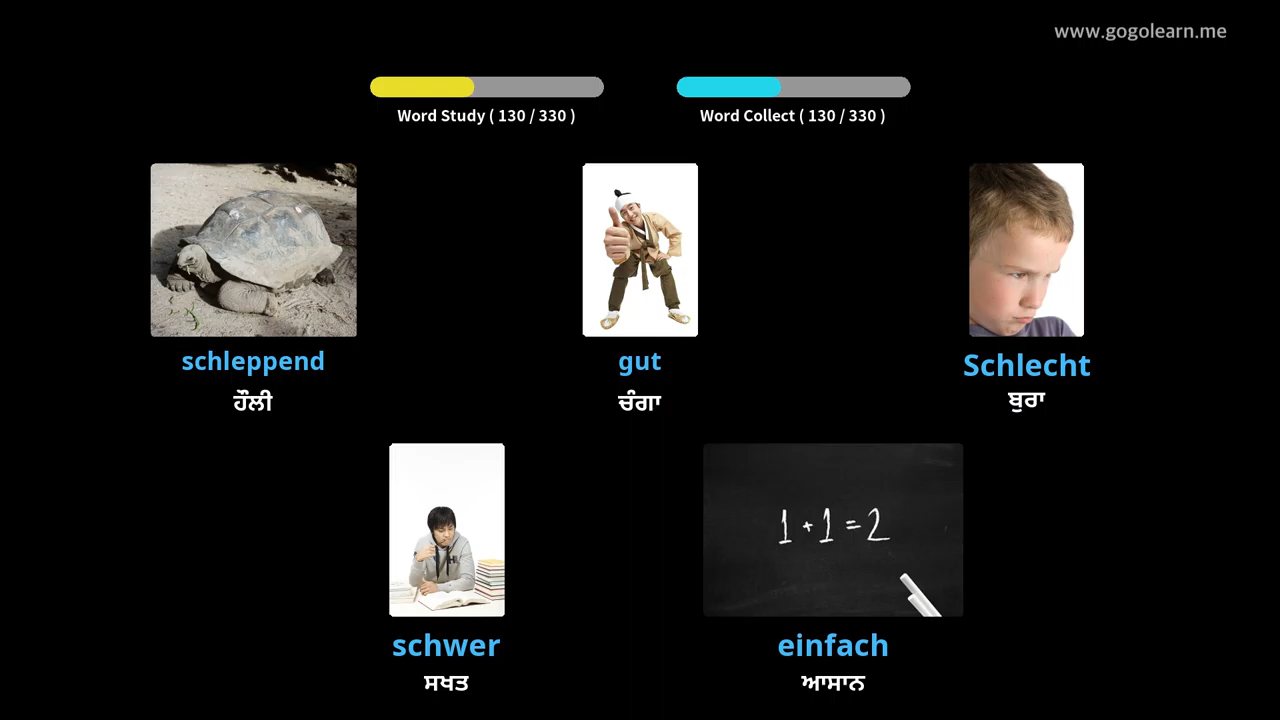 www.gogolearn.me
Word Study ( 130 / 330 )
Word Collect ( 130 / 330 )
schleppend
gut
Schlecht
ਹੌਲੀ
ਚੰਗਾ
ਬੁਰਾ
1 + 1 = 2
schwer
einfach
ਸਖਤ
ਆਸਾਨ